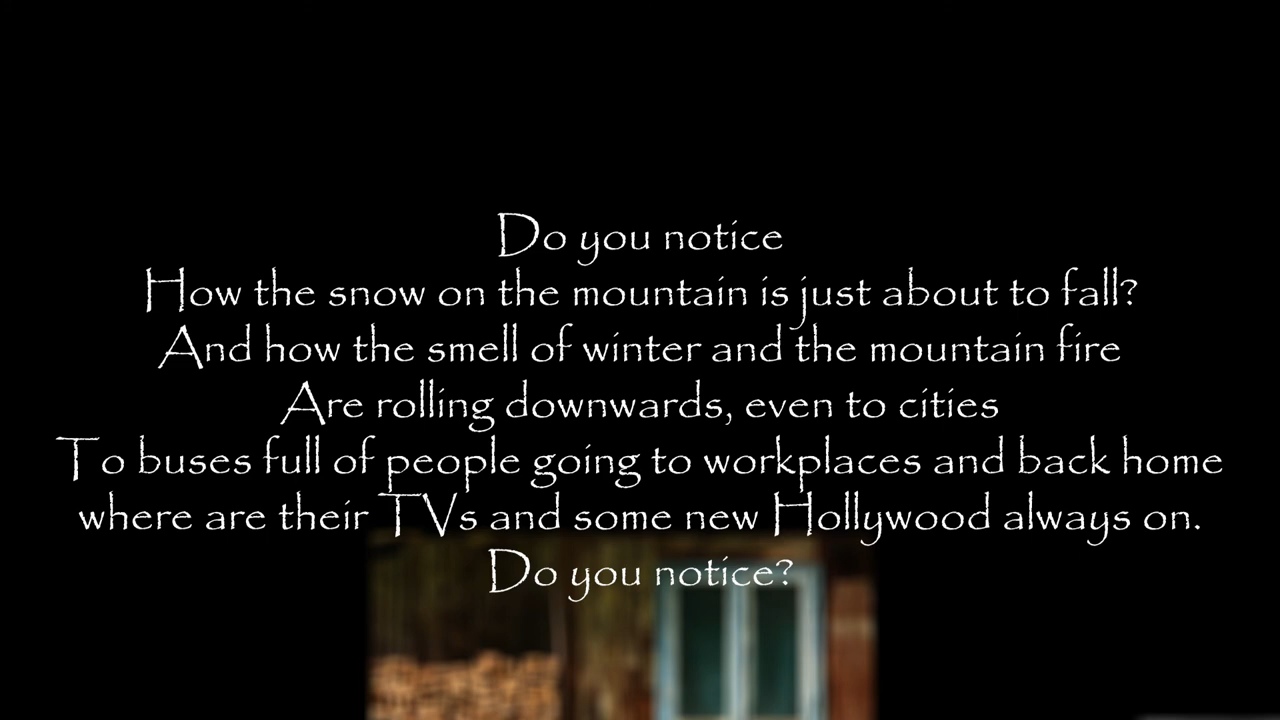 Do you notice
How the snow on the mountain is just about to fall?
And how the smell of winter and the mountain fire
Are rolling downwards, even to cities
To buses full of people going to workplaces and back home
where are their TVs and some new Hollywood always on.
Do you notice?